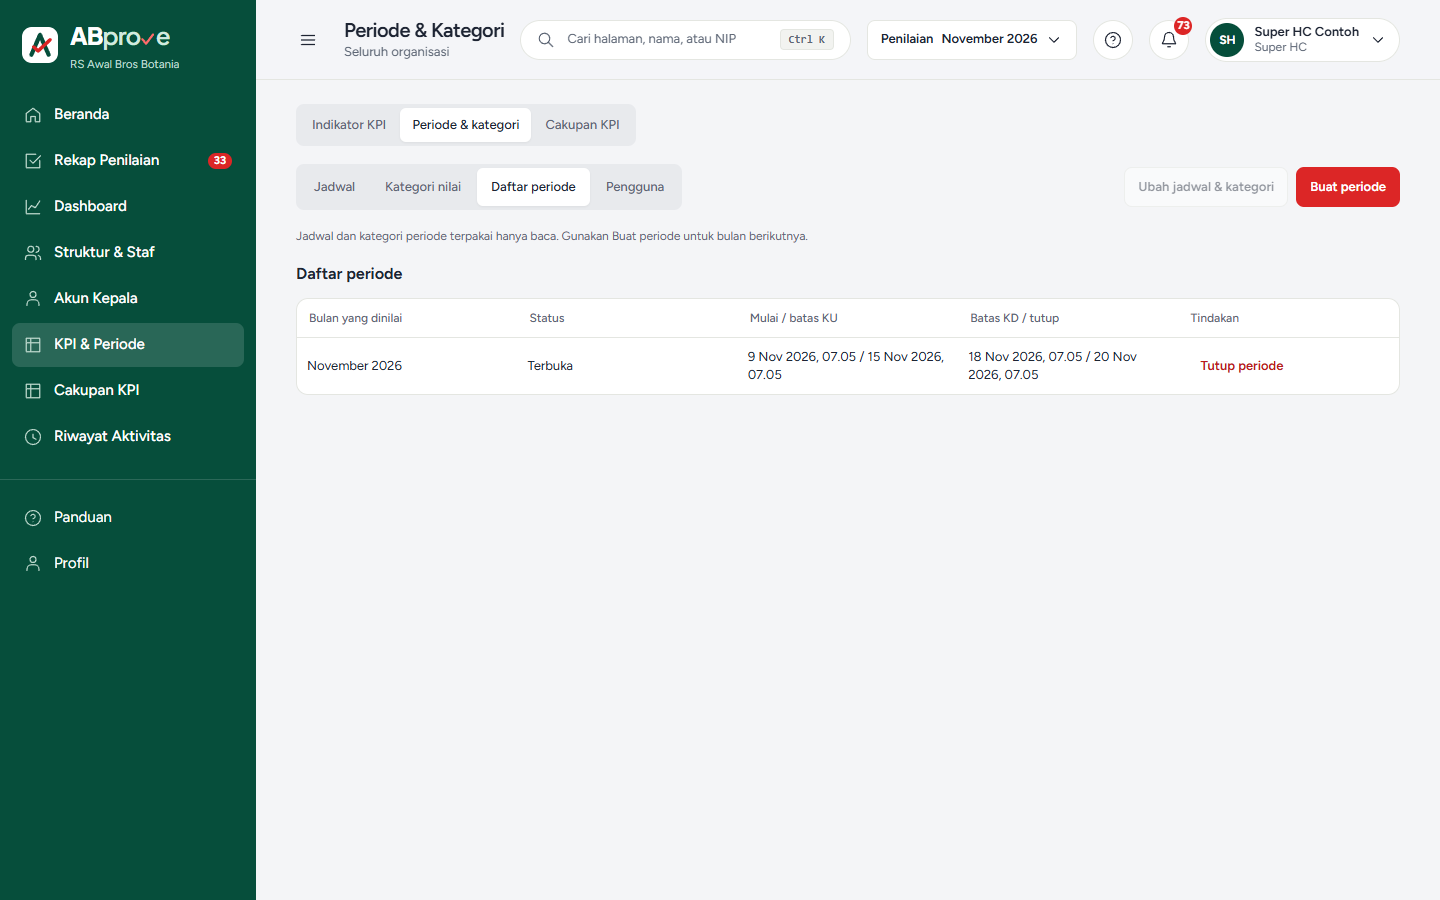 ABprove
RS Awal Bros Botania
Beranda
Rekap Penilaian 33
Dashboard
Struktur & Staf
Akun Kepala
KPI & Periode
Cakupan KPI
Riwayat Aktivitas
Panduan
Profil
Periode & Kategori
Seluruh organisasi
Cari halaman, nama, atau NIP Ctrl K
Penilaian November 2026
73
SH
Super HC Contoh
Super HC
Indikator KPI Periode & kategori Cakupan KPI
Jadwal Kategori nilai Daftar periode Pengguna
Ubah jadwal & kategori Buat periode
Jadwal dan kategori periode terpakai hanya baca. Gunakan Buat periode untuk bulan berikutnya.
Daftar periode
Bulan yang dinilai Status Mulai / batas KU Batas KD / tutup Tindakan
November 2026 Terbuka 9 Nov 2026, 07.05 / 15 Nov 2026, 07.05 18 Nov 2026, 07.05 / 20 Nov 2026, 07.05 Tutup periode